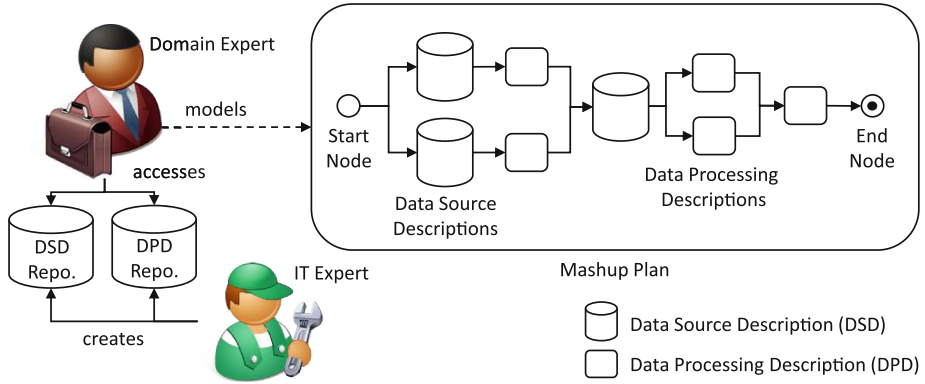 Domain Expert
models
accesses
DSD
Repo.
DPD
Repo.
creates
IT Expert
Start
Node
Data Source
Descriptions
Data Processing
Descriptions
End
Node
Mashup Plan
Data Source Description (DSD)
Data Processing Description (DPD)